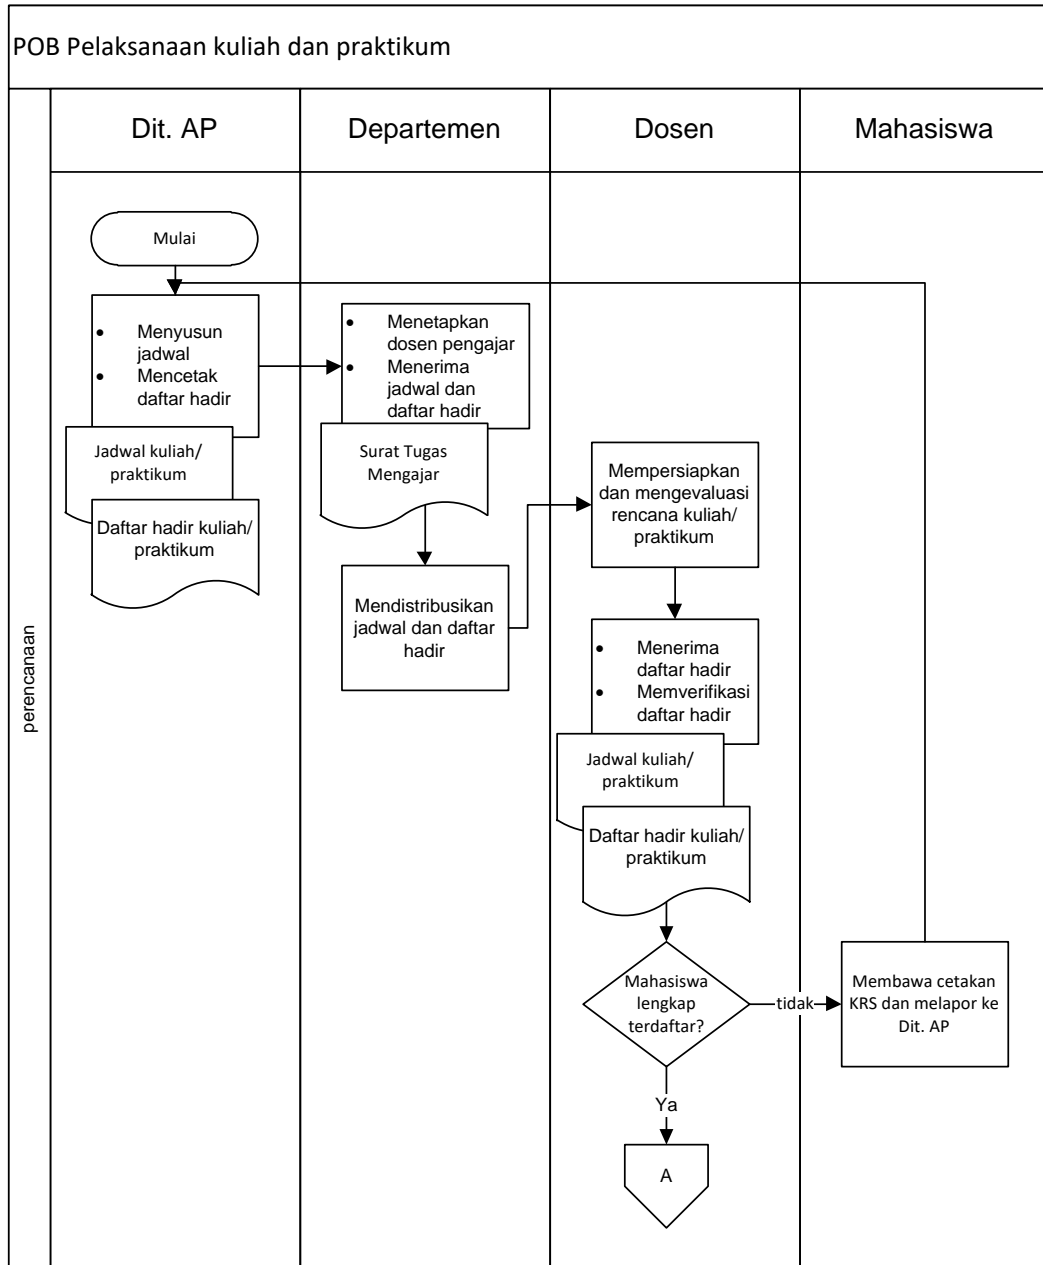 POB Pelaksanaan kuliah dan praktikum
Dit. AP
Departemen
Dosen
Mahasiswa
perencanaan
Mulai
• Menyusun
jadwal
• Mencetak
daftar hadir
Jadwal kuliah/
praktikum
Daftar hadir kuliah/
praktikum
• Menetapkan
dosen pengajar
• Menerima
jadwal dan
daftar hadir
Surat Tugas
Mengajar
Mendistribusikan
jadwal dan daftar
hadir
Mempersiapkan
dan mengevaluasi
rencana kuliah/
praktikum
• Menerima
daftar hadir
• Memverifikasi
daftar hadir
Jadwal kuliah/
praktikum
Daftar hadir kuliah/
praktikum
Mahasiswa
lengkap
terdaftar?
tidak
Membawa cetakan
KRS dan melapor ke
Dit. AP
Ya
A